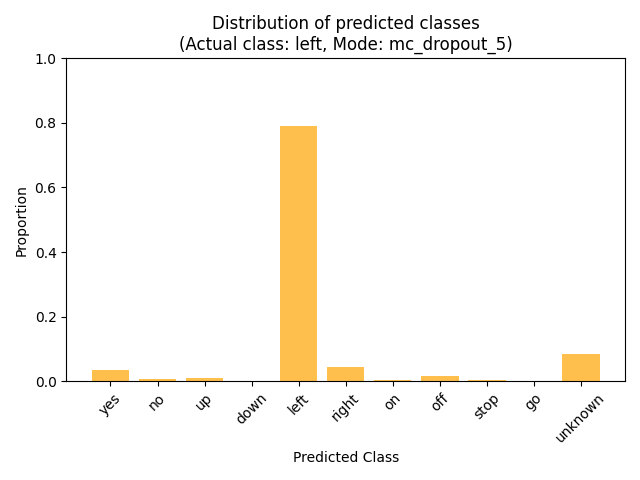 Distribution of predicted classes
(Actual class: left, Mode: mc_dropout_5)
Proportion
1.0
0.8
0.6
0.4
0.2
0.0
yes
no
up
down
left
right
on
off
stop
go
unknown
Predicted Class